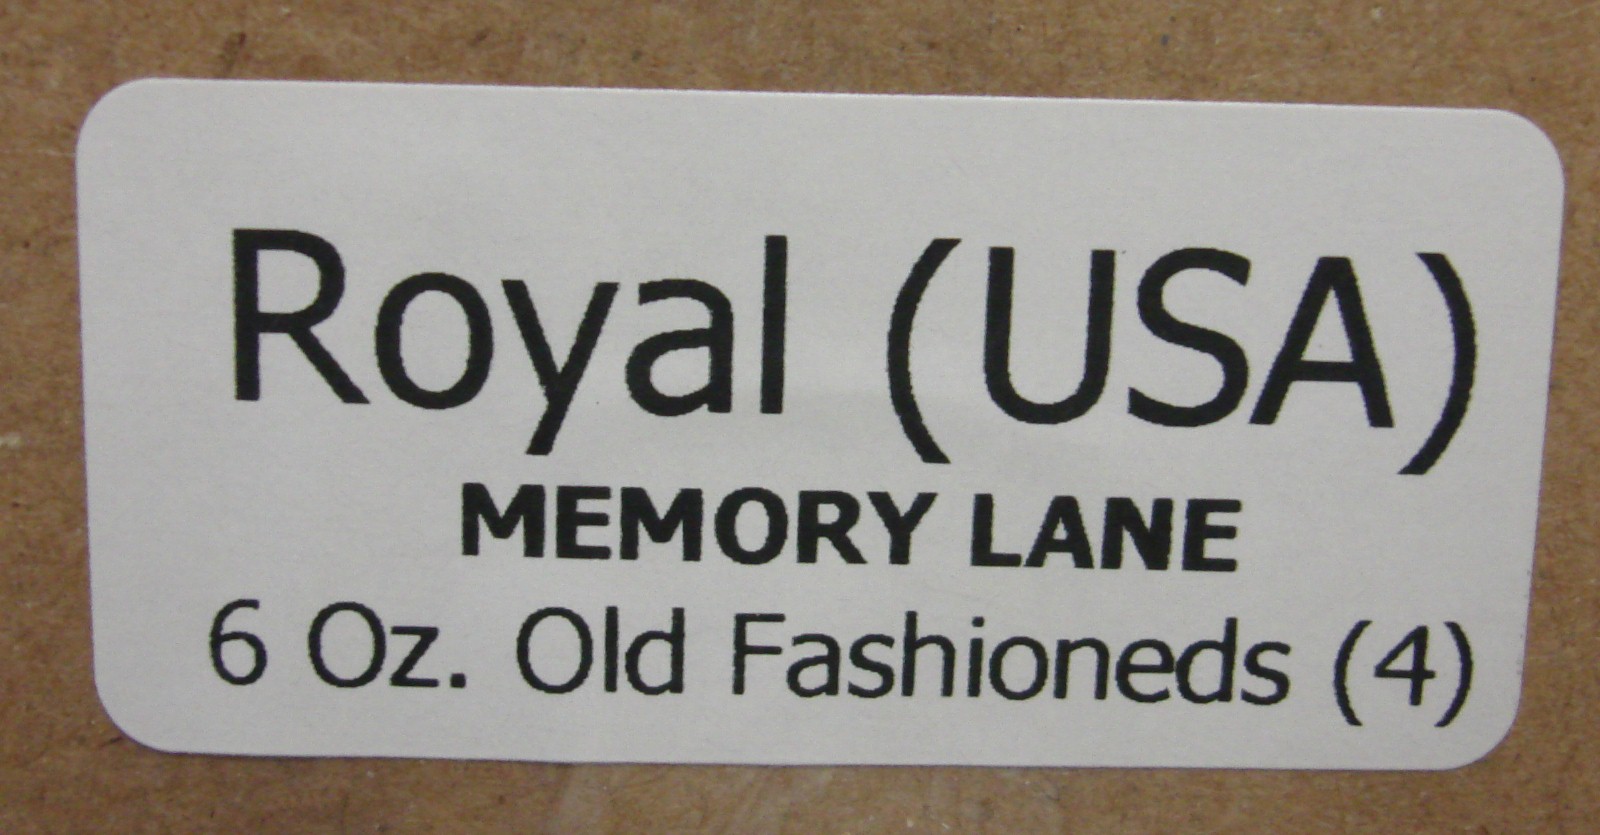 Royal (USA)
MEMORY LANE
6 Oz. Old Fashioneds (4)